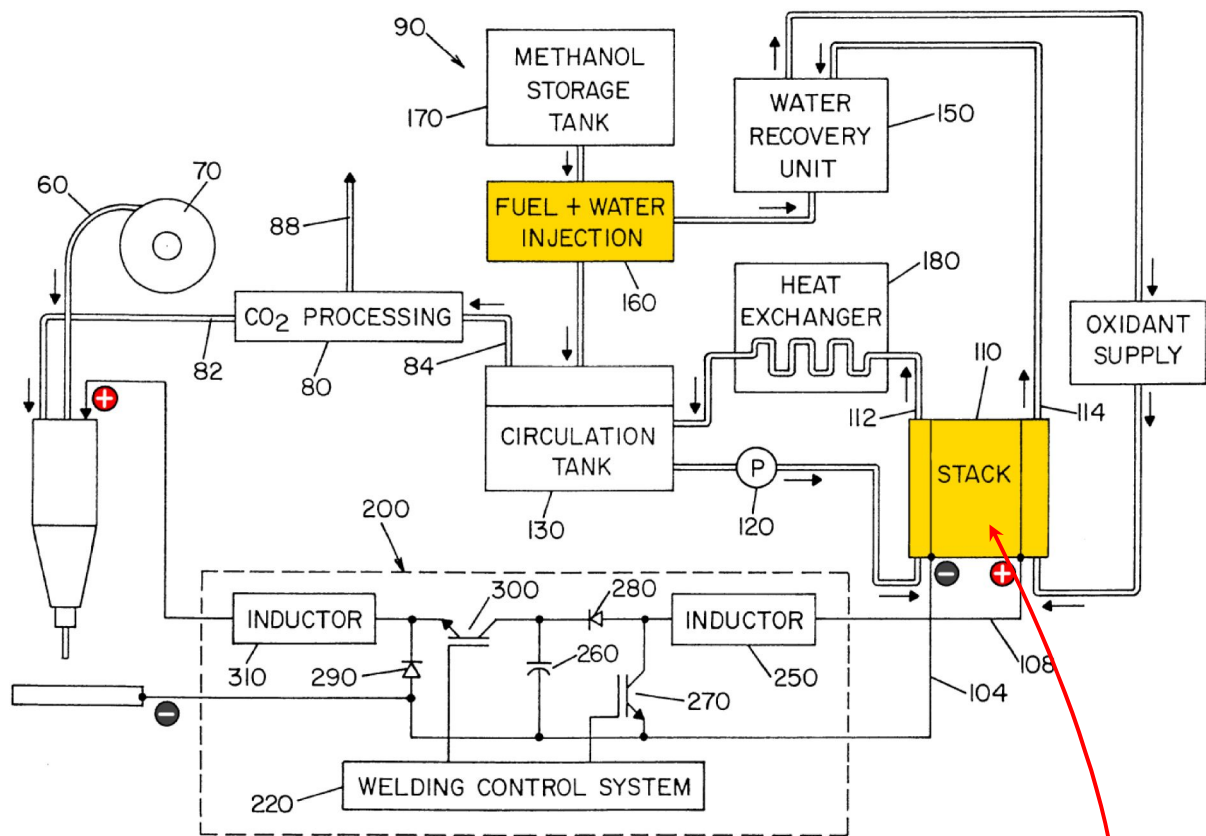 90
METHANOL
STORAGE
TANK
170
WATER
RECOVERY
UNIT
150
60
70
88
FUEL + WATER
INJECTION
160
HEAT
EXCHANGER
180
CO2 PROCESSING
82
80
84
OXIDANT
SUPPLY
110
112
114
+
CIRCULATION
TANK
130
P
120
STACK
200
−
+
INDUCTOR
310
300
280
INDUCTOR
250
290
260
270
108
104
−
WELDING CONTROL SYSTEM
220